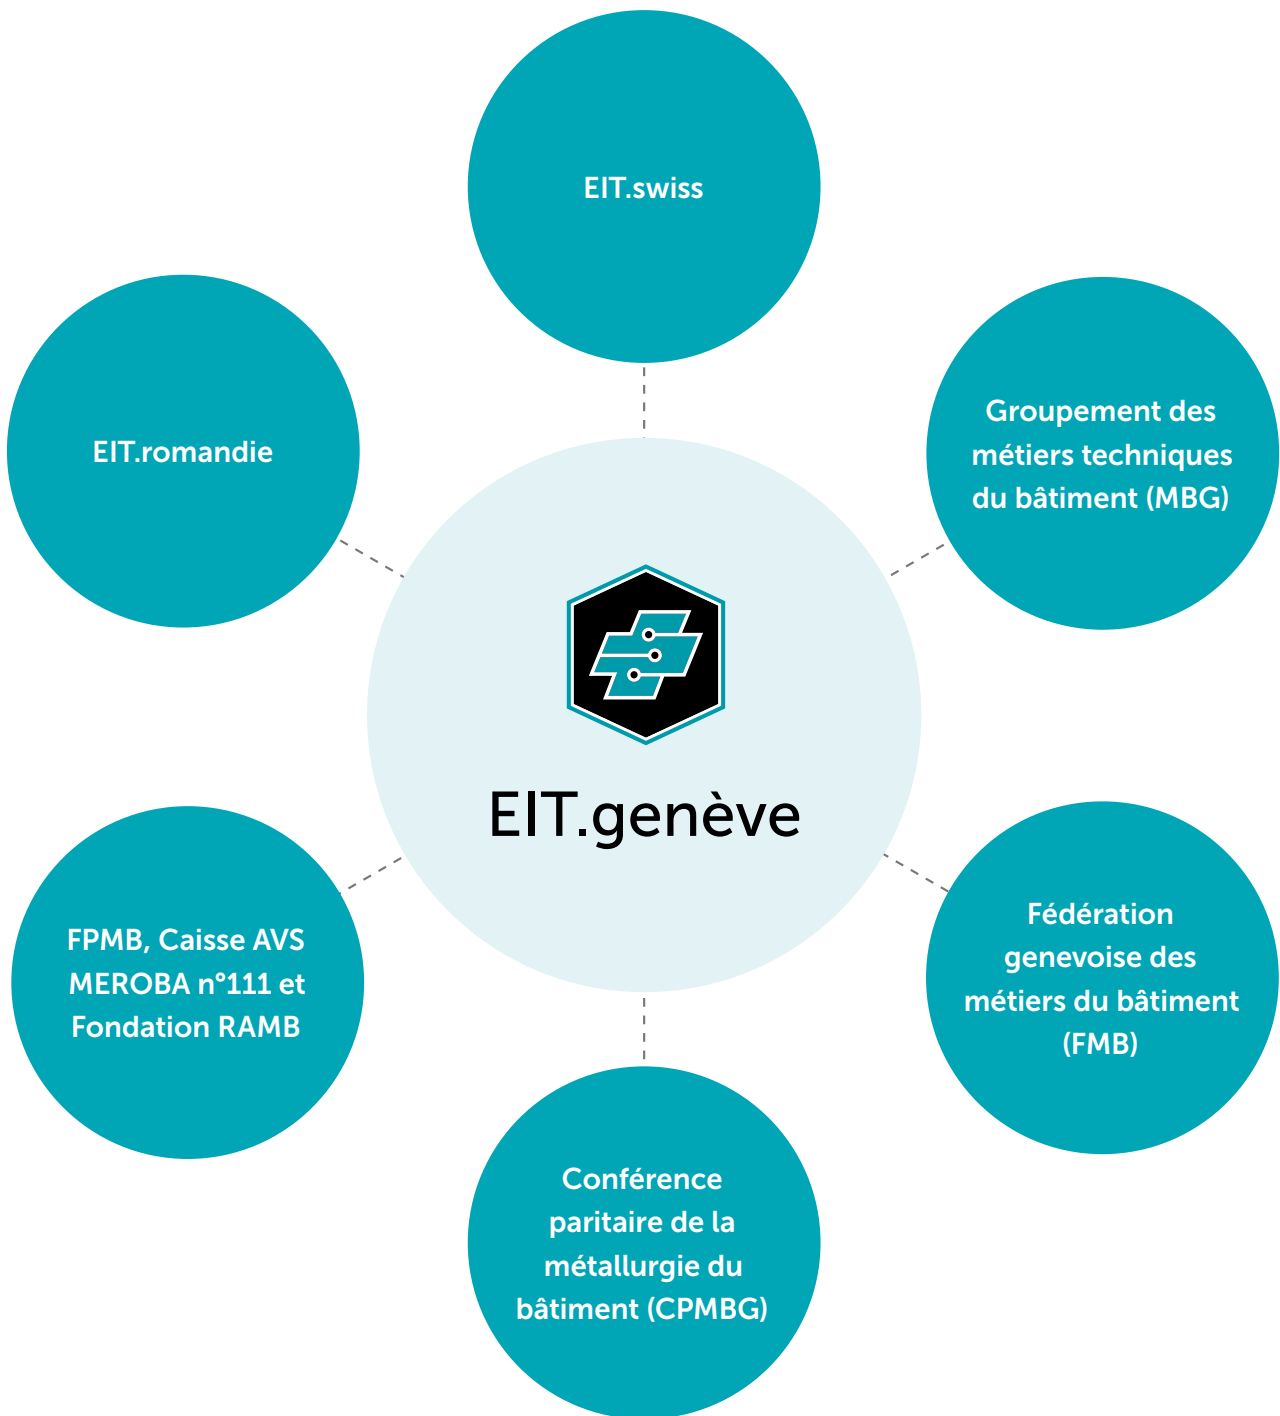 EIT.swiss
EIT.romandie
Groupement des
métiers techniques
du bâtiment (MBG)
EIT.genève
FPMB, Caisse AVS
MEROBA n°111 et
Fondation RAMB
Fédération
genevoise des
métiers du bâtiment
(FMB)
Conférence
paritaire de la
métallurgie du
bâtiment (CPMBG)